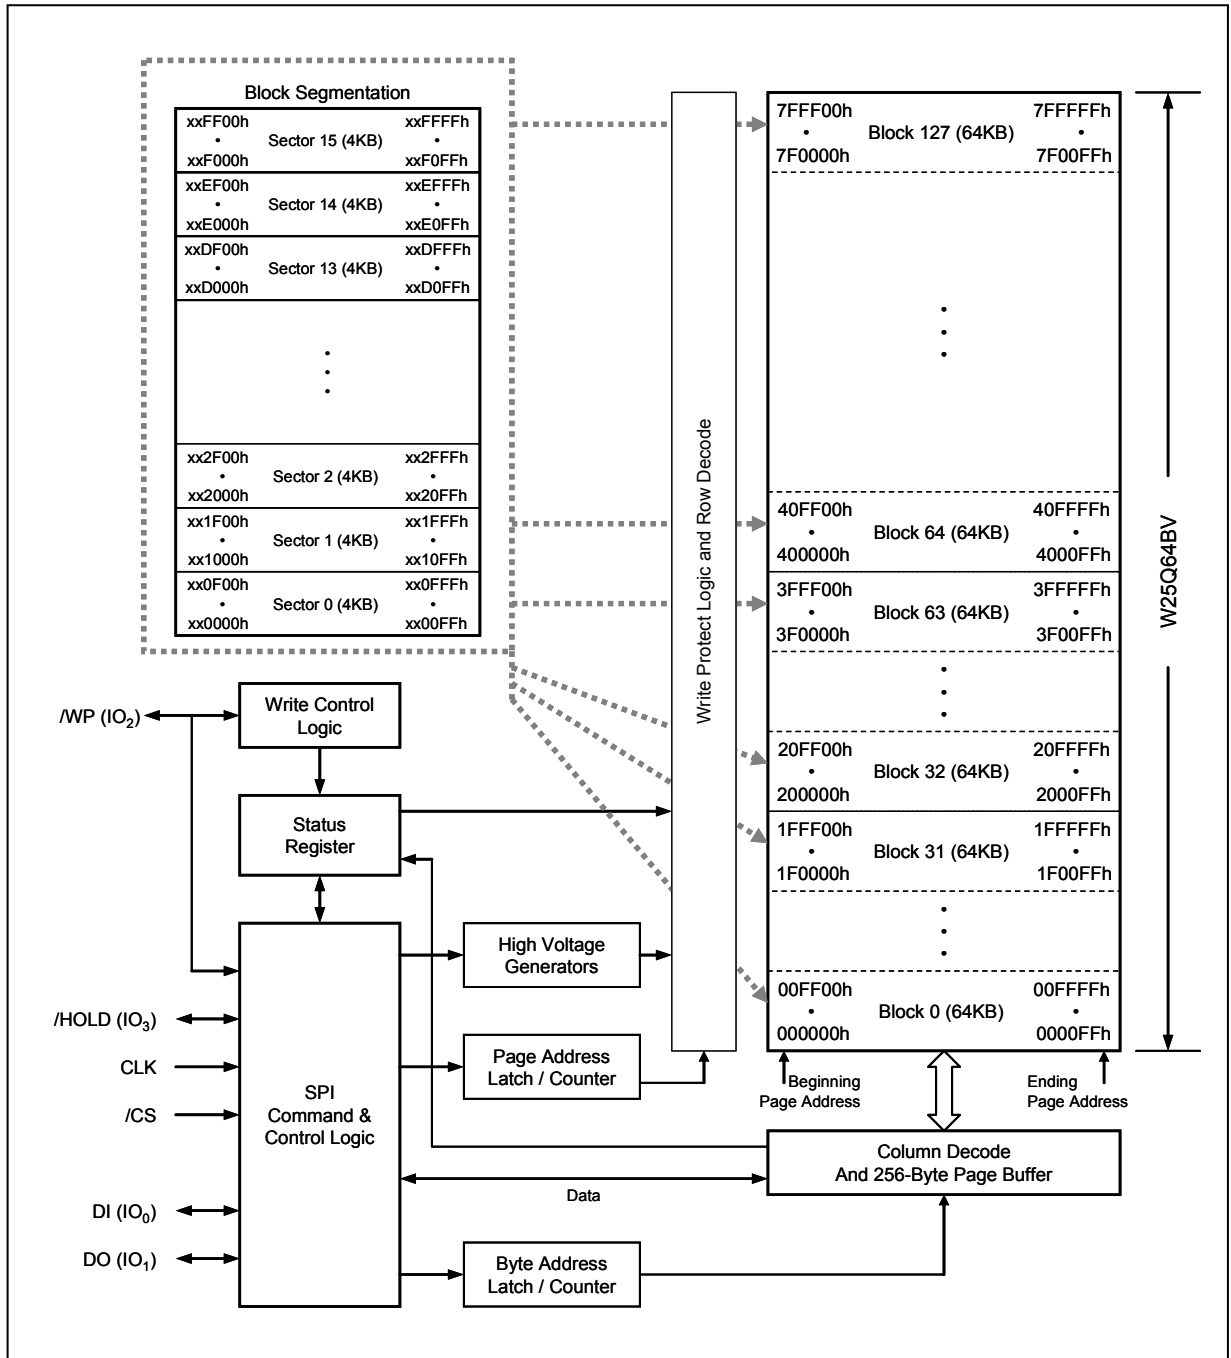 Block Segmentation
xxFF00h xxFFFFh
• Sector 15 (4KB) •
xxF000h xxF0FFh
xxEF00h xxEFFFh
• Sector 14 (4KB) •
xxE000h xxE0FFh
xxDF00h xxDFFFh
• Sector 13 (4KB) •
xxD000h xxD0FFh
xx2F00h xx2FFFh
• Sector 2 (4KB) •
xx2000h xx20FFh
xx1F00h xx1FFFh
• Sector 1 (4KB) •
xx1000h xx10FFh
xx0F00h xx0FFFh
• Sector 0 (4KB) •
xx0000h xx00FFh
Write Protect Logic and Row Decode
7FFF00h 7FFFFFh
• Block 127 (64KB) •
7F0000h 7F00FFh
40FF00h 40FFFFh
• Block 64 (64KB) •
400000h 4000FFh
3FFF00h 3FFFFFh
• Block 63 (64KB) •
3F0000h 3F00FFh
20FF00h 20FFFFh
• Block 32 (64KB) •
200000h 2000FFh
1FFF00h 1FFFFFh
• Block 31 (64KB) •
1F0000h 1F00FFh
00FF00h 00FFFFh
• Block 0 (64KB) •
000000h 0000FFh
W25Q64BV
Beginning
Page Address
Ending
Page Address
/WP (IO2)
Write Control
Logic
Status
Register
/HOLD (IO3)
CLK
/CS
DI (IO0)
DO (IO1)
SPI
Command &
Control Logic
High Voltage
Generators
Page Address
Latch / Counter
Column Decode
And 256-Byte Page Buffer
Data
Byte Address
Latch / Counter